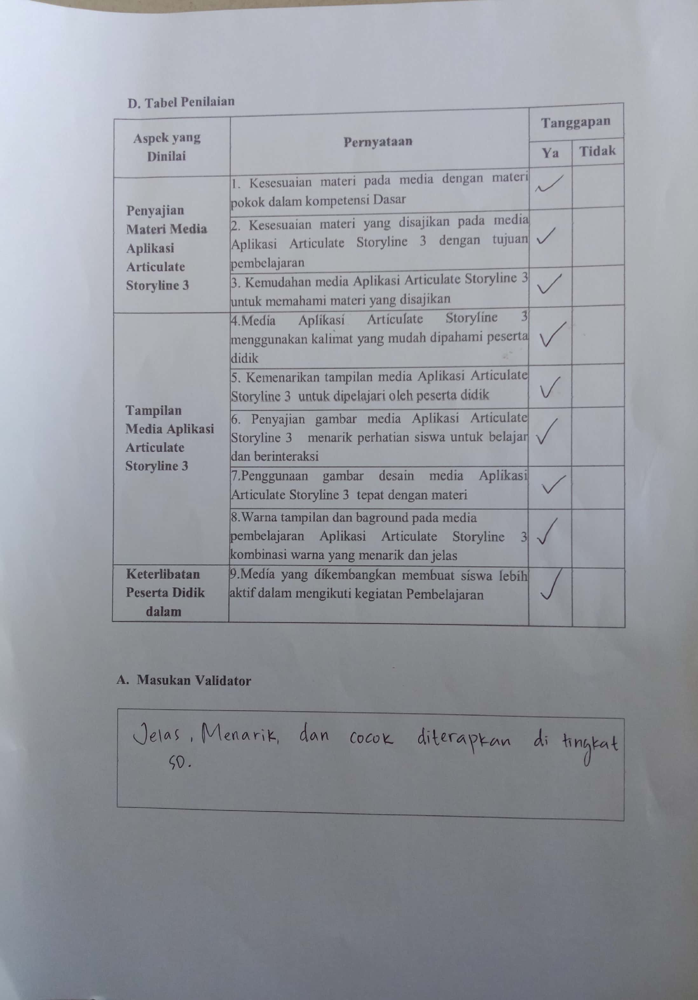 D. Tabel Penilaian
Aspek yang
Dinilai
Pernyataan
Tanggapan
Ya
Tidak
Penyajian
Materi Media
Aplikasi
Articulate
Storyline 3
1. Kesesuaian materi pada media dengan materi
pokok dalam kompetensi Dasar
✓
2. Kesesuaian materi yang disajikan pada media
Aplikasi Articulate Storyline 3 dengan tujuan
pembelajaran
✓
3. Kemudahan media Aplikasi Articulate Storyline 3
untuk memahami materi yang disajikan
✓
Tampilan
Media Aplikasi
Articulate
Storyline 3
4.Media Aplikasi Articulate Storyline 3
menggunakan kalimat yang mudah dipahami peserta
didik
✓
5. Kemenarikan tampilan media Aplikasi Articulate
Storyline 3 untuk dipelajari oleh peserta didik
✓
6. Penyajian gambar media Aplikasi Articulate
Storyline 3 menarik perhatian siswa untuk belajar
dan berinteraksi
✓
7.Penggunaan gambar desain media Aplikasi
Articulate Storyline 3 tepat dengan materi
✓
8.Warna tampilan dan baground pada media
pembelajaran Aplikasi Articulate Storyline 3
kombinasi warna yang menarik dan jelas
✓
Keterlibatan
Peserta Didik
dalam
9.Media yang dikembangkan membuat siswa lebih
aktif dalam mengikuti kegiatan Pembelajaran
✓
A. Masukan Validator
Jelas, Menarik, dan cocok diterapkan di tingkat
SD.